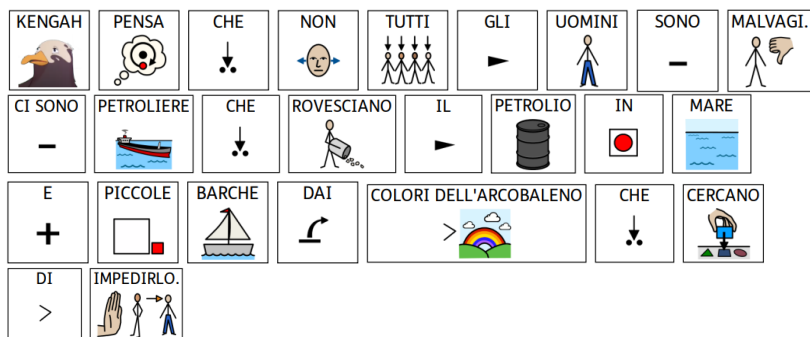 KENGAH PENSA CHE NON TUTTI GLI UOMINI SONO MALVAGI.
CI SONO PETROLIERE CHE ROVESCIANO IL PETROLIO IN MARE
E PICCOLE BARCHE DAI COLORI DELL'ARCOBALENO CHE CERCANO
DI IMPEDIRLO.